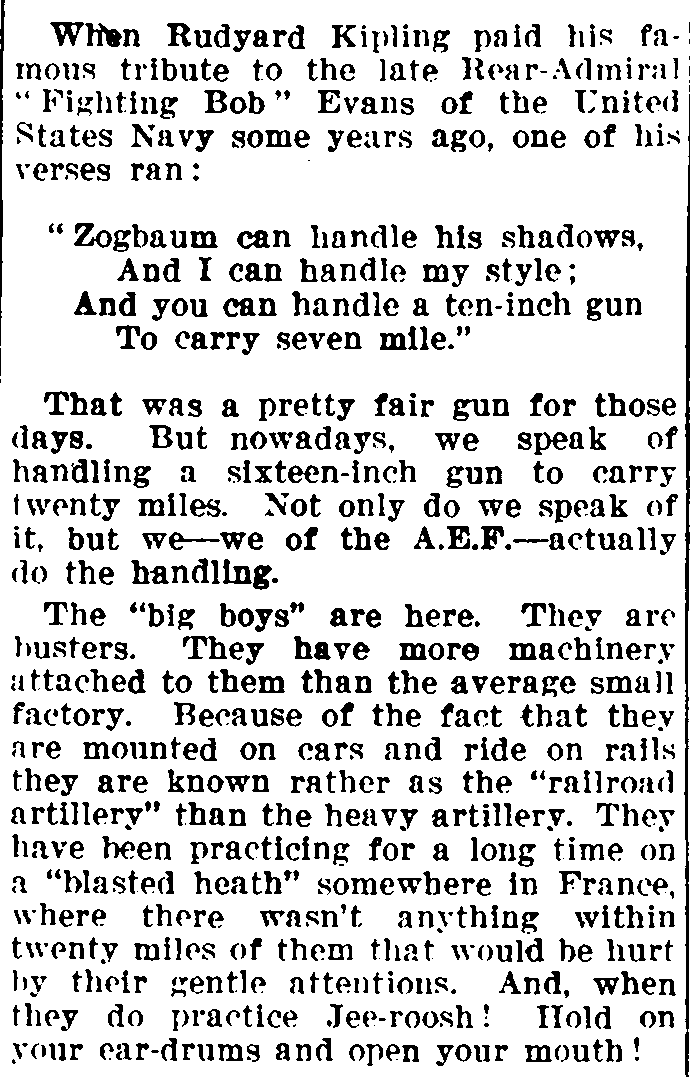 When Rudyard Kipling paid his fa-
mous tribute to the late Rear-Admiral
"Fighting Bob" Evans of the United
States Navy some years ago, one of his
verses ran:
"Zogbaum can handle his shadows,
And I can handle my style;
And you can handle a ten-inch gun
To carry seven mile."
That was a pretty fair gun for those
days. But nowadays, we speak of
handling a sixteen-inch gun to carry
twenty miles. Not only do we speak of
it, but we—we of the A.E.F.—actually
do the handling.
The "big boys" are here. They are
busters. They have more machinery
attached to them than the average small
factory. Because of the fact that they
are mounted on cars and ride on rails
they are known rather as the "railroad
artillery" than the heavy artillery. They
have been practicing for a long time on
a "blasted heath" somewhere in France,
where there wasn't anything within
twenty miles of them that would be hurt
by their gentle attentions. And, when
they do practice Jee-roosh! Hold on
your ear-drums and open your mouth!